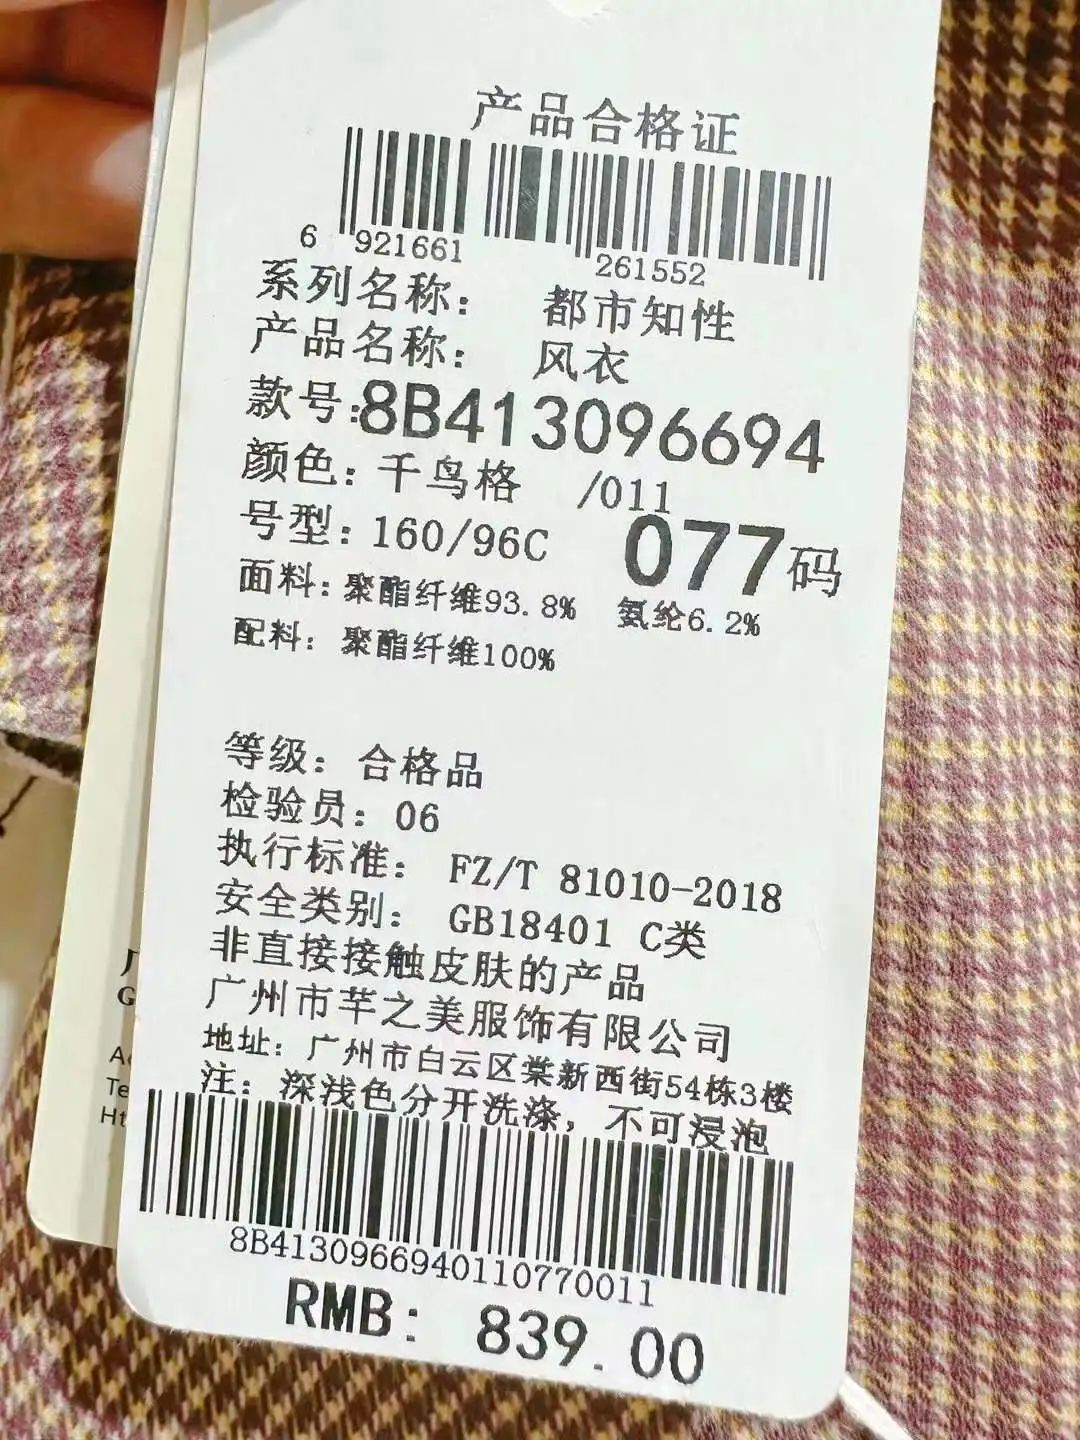 产品合格证
6 921661 261552
系列名称： 都市知性
产品名称： 风衣
款号:8B413096694
颜色：千鸟格 /011
号型：160/96C 077码
面料：聚酯纤维93.8% 氨纶6.2%
配料：聚酯纤维100%
等级：合格品
检验员：06
执行标准： FZ/T 81010-2018
安全类别： GB18401 C类
非直接接触皮肤的产品
广州市芊之美服饰有限公司
地址：广州市白云区棠新西街54栋3楼
注：深浅色分开洗涤，不可浸泡
8B4130966940110770011
RMB: 839.00